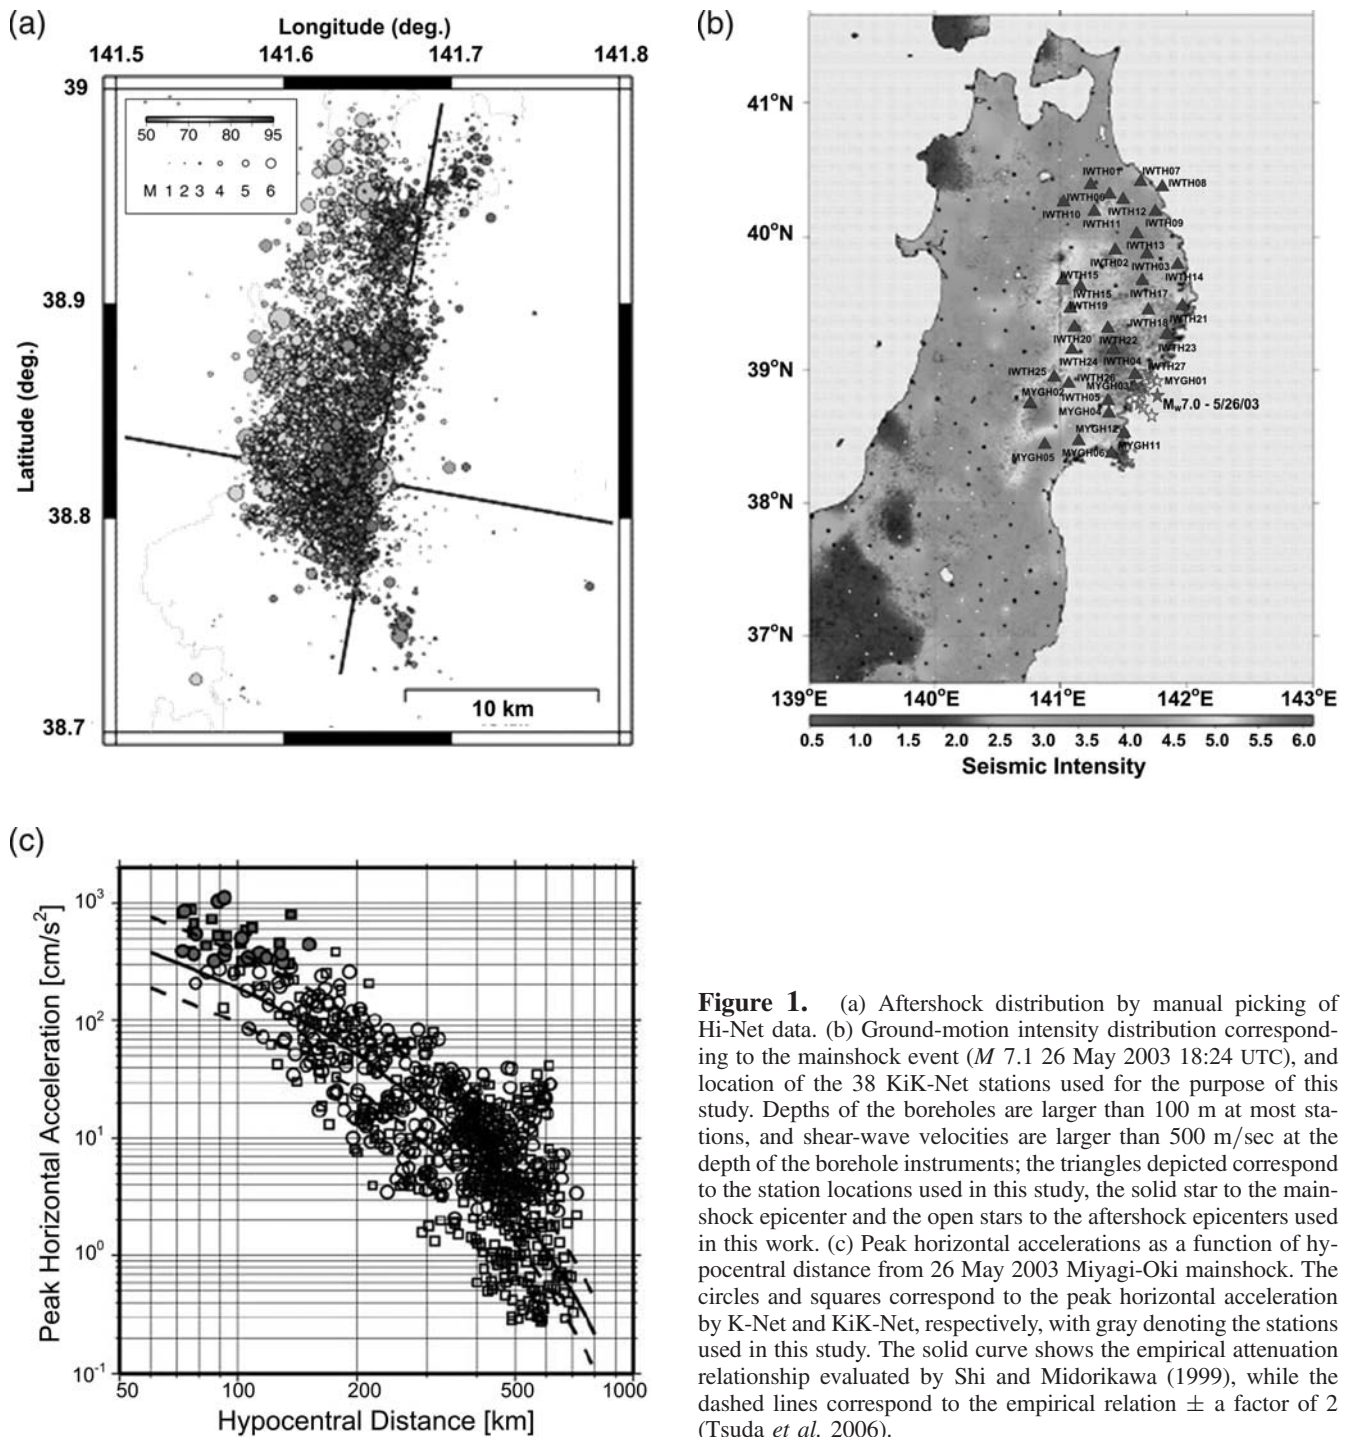 (a)
Longitude (deg.)
141.5 141.6 141.7 141.8
39
38.9
38.8
38.7
Latitude (deg.)
50 70 80 95
M 1 2 3 4 5 6
10 km
(b)
41°N
40°N
39°N
38°N
37°N
IWTH01
IWTH07
IWTH08
IWTH06
IWTH10
IWTH12
IWTH11
IWTH09
IWTH13
IWTH02
IWTH03
IWTH14
IWTH15
IWTH15
IWTH17
IWTH19
IWTH18
IWTH21
IWTH20
IWTH22
IWTH23
IWTH24
IWTH04
IWTH27
IWTH25
IWTH26
MYGH03
MYGH01
MYGH02
IWTH05
Mw7.0 - 5/26/03
MYGH04
MYGH12
MYGH11
MYGH05
MYGH06
139°E 140°E 141°E 142°E 143°E
0.5 1.0 1.5 2.5 3.0 3.5 4.0 4.5 5.0 5.5 6.0
Seismic Intensity
(c)
Peak Horizontal Acceleration [cm/s²]
10³
10²
10¹
10⁰
10⁻¹
50 100 200 500 1000
Hypocentral Distance [km]
Figure 1. (a) Aftershock distribution by manual picking of
Hi-Net data. (b) Ground-motion intensity distribution correspond-
ing to the mainshock event (M 7.1 26 May 2003 18:24 UTC), and
location of the 38 KiK-Net stations used for the purpose of this
study. Depths of the boreholes are larger than 100 m at most sta-
tions, and shear-wave velocities are larger than 500 m/sec at the
depth of the borehole instruments; the triangles depicted correspond
to the station locations used in this study, the solid star to the main-
shock epicenter and the open stars to the aftershock epicenters used
in this work. (c) Peak horizontal accelerations as a function of hy-
pocentral distance from 26 May 2003 Miyagi-Oki mainshock. The
circles and squares correspond to the peak horizontal acceleration
by K-Net and KiK-Net, respectively, with gray denoting the stations
used in this study. The solid curve shows the empirical attenuation
relationship evaluated by Shi and Midorikawa (1999), while the
dashed lines correspond to the empirical relation ± a factor of 2
(Tsuda et al. 2006).